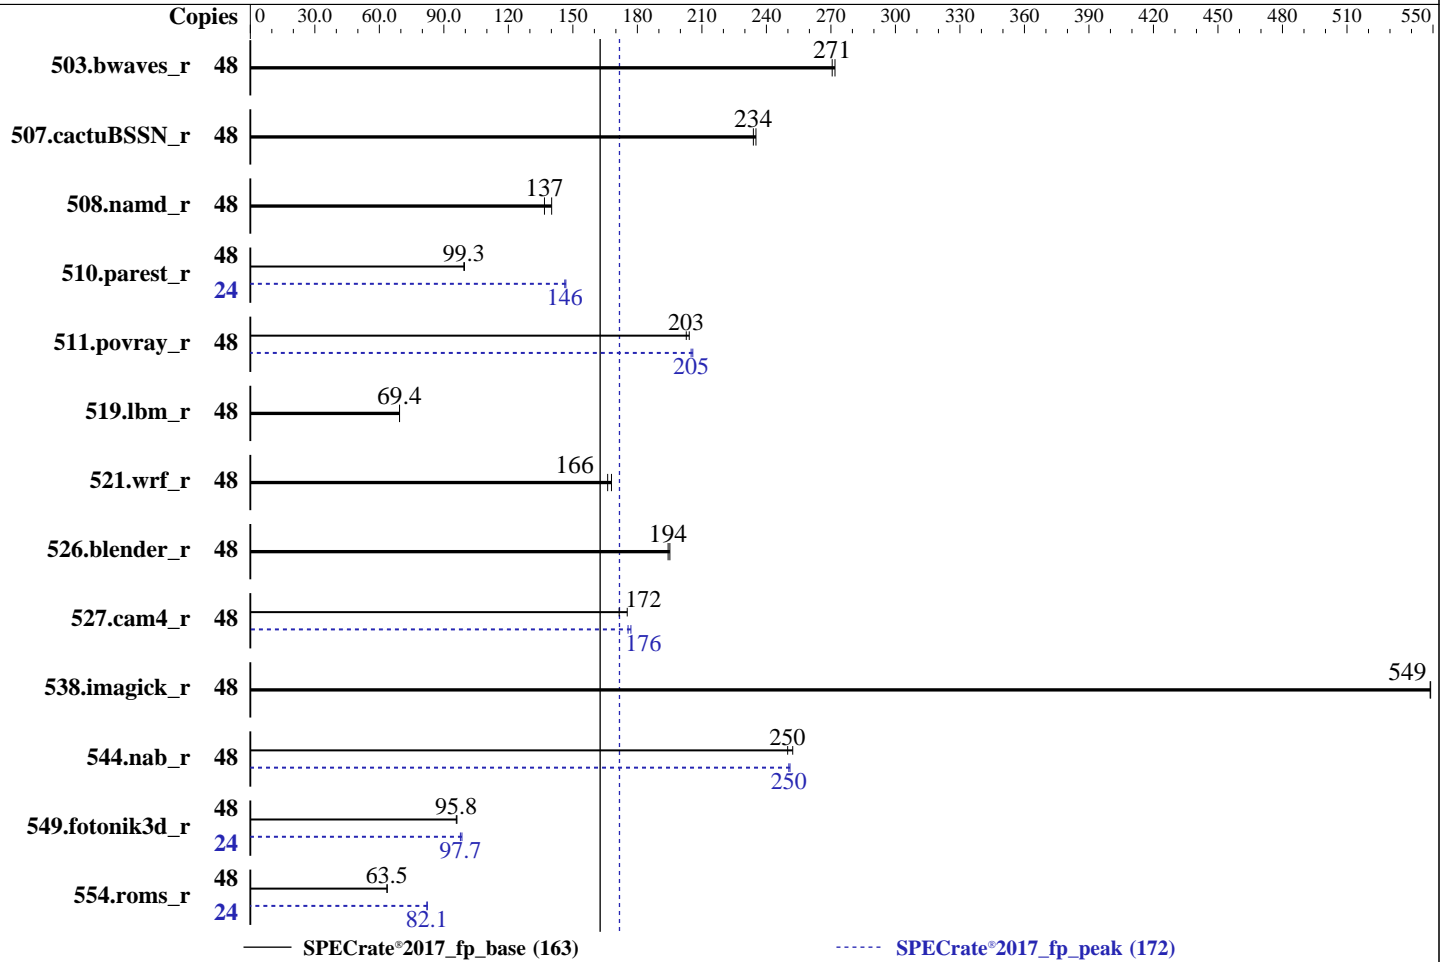 Copies 0 30.0 60.0 90.0 120 150 180 210 240 270 300 330 360 390 420 450 480 510 550
503.bwaves_r 48 271
507.cactuBSSN_r 48 234
508.namd_r 48 137
48 99.3
510.parest_r
24 146
203
511.povray_r 48
205
519.lbm_r 48 69.4
521.wrf_r 48 166
526.blender_r 48 194
172
527.cam4_r 48
176
538.imagick_r 48 549
250
544.nab_r 48
250
48 95.8
549.fotonik3d_r
24 97.7
48 63.5
554.roms_r
24 82.1
SPECrate®2017_fp_base (163) SPECrate®2017_fp_peak (172)